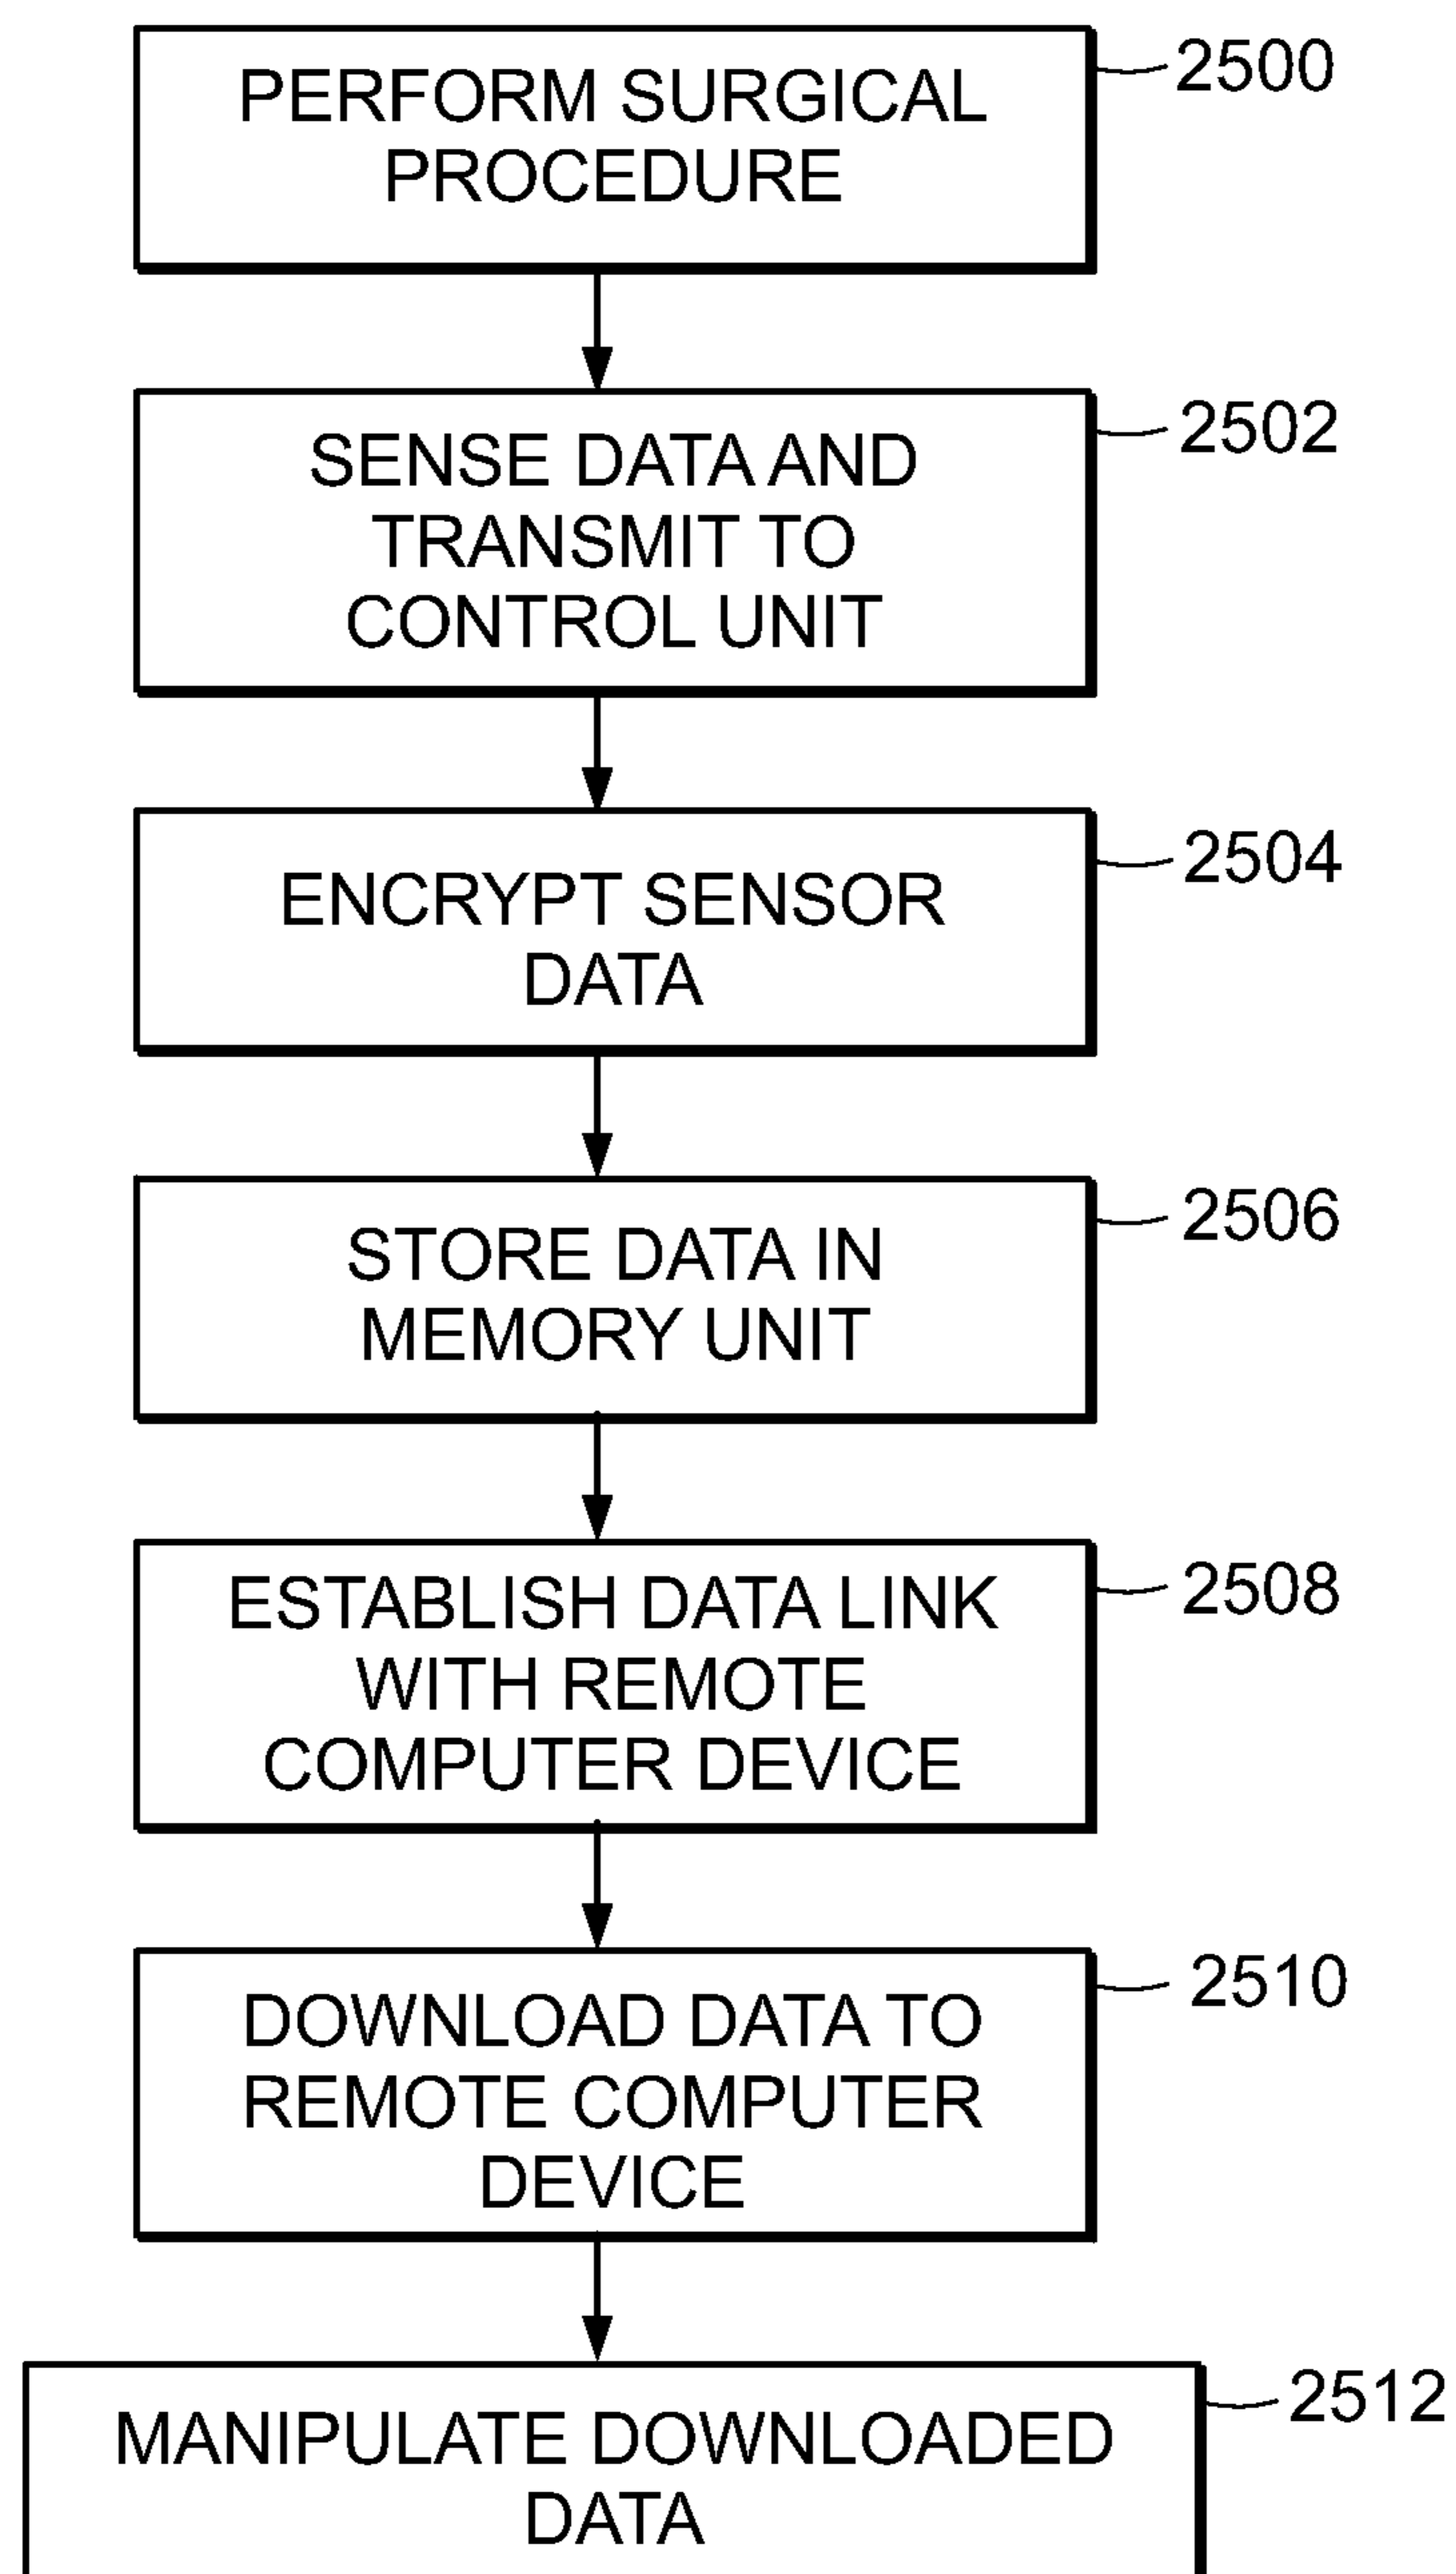 PERFORM SURGICAL
PROCEDURE
2500
SENSE DATA AND
TRANSMIT TO
CONTROL UNIT
2502
ENCRYPT SENSOR
DATA
2504
STORE DATA IN
MEMORY UNIT
2506
ESTABLISH DATA LINK
WITH REMOTE
COMPUTER DEVICE
2508
DOWNLOAD DATA TO
REMOTE COMPUTER
DEVICE
2510
MANIPULATE DOWNLOADED
DATA
2512